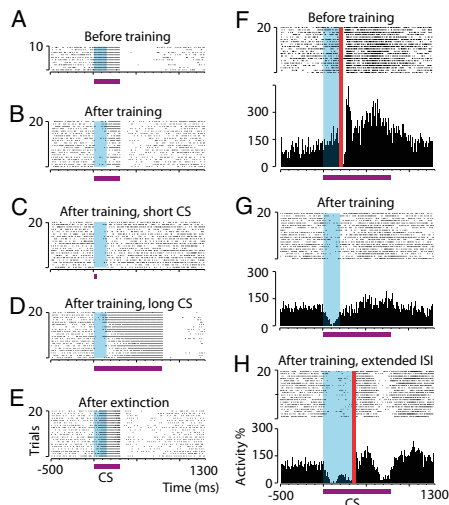 A
Before training
10
B
After training
20
C
After training, short CS
20
D
After training, long CS
20
E
After extinction
20
Trials
-500
1300
CS
Time (ms)
F
Before training
20
300
150
0
G
After training
20
300
150
0
H
After training, extended ISI
20
300
150
0
Activity %
-500
1300
CS